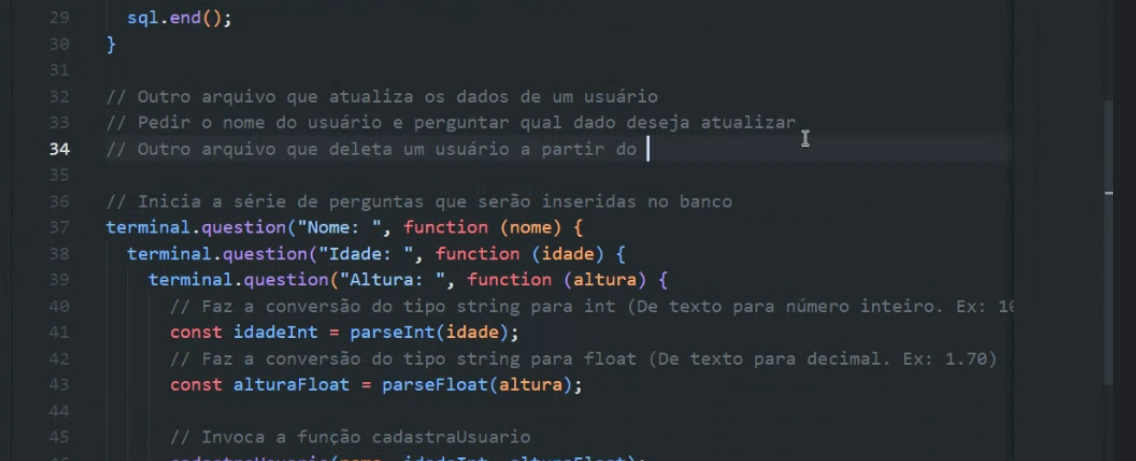 29 sql.end();
30 }
31
32 // Outro arquivo que atualiza os dados de um usuário
33 // Pedir o nome do usuário e perguntar qual dado deseja atualizar
34 // Outro arquivo que deleta um usuário a partir do
35
36 // Inicia a série de perguntas que serão inseridas no banco
37 terminal.question("Nome: ", function (nome) {
38 terminal.question("Idade: ", function (idade) {
39 terminal.question("Altura: ", function (altura) {
40 // Faz a conversão do tipo string para int (De texto para número inteiro. Ex:
41 const idadeInt = parseInt(idade);
42 // Faz a conversão do tipo string para float (De texto para decimal. Ex: 1.70)
43 const alturaFloat = parseFloat(altura);
44
45 // Invoca a função cadastraUsuario